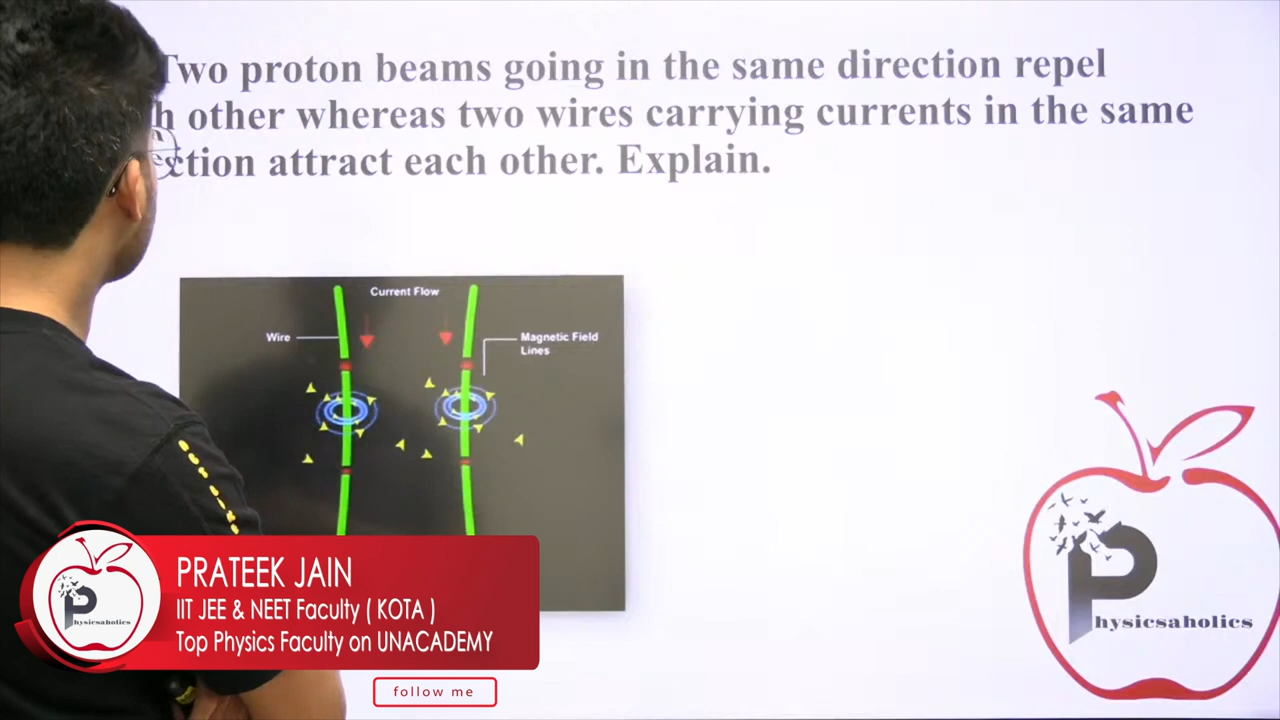 Two proton beams going in the same direction repel
h other whereas two wires carrying currents in the same
ction attract each other. Explain.
Current Flow
Wire
Magnetic Field
Lines
PRATEEK JAIN
IIT JEE & NEET Faculty ( KOTA )
Top Physics Faculty on UNACADEMY
follow me
Physicsaholics
Physicsaholics